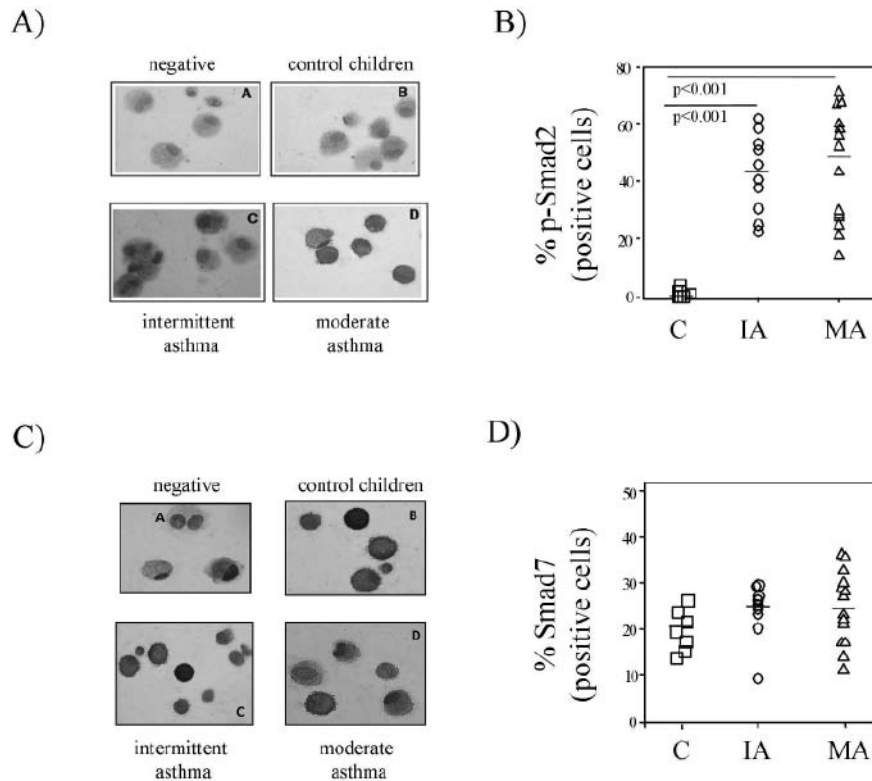 A)
negative
control children
A
B
C
D
intermittent
asthma
moderate
asthma
B)
80
60
40
20
0
% p-Smad2
(positive cells)
p<0.001
p<0.001
C
IA
MA
C)
negative
control children
A
B
C
D
intermittent
asthma
moderate
asthma
D)
50
40
30
20
10
0
% Smad7
(positive cells)
C
IA
MA